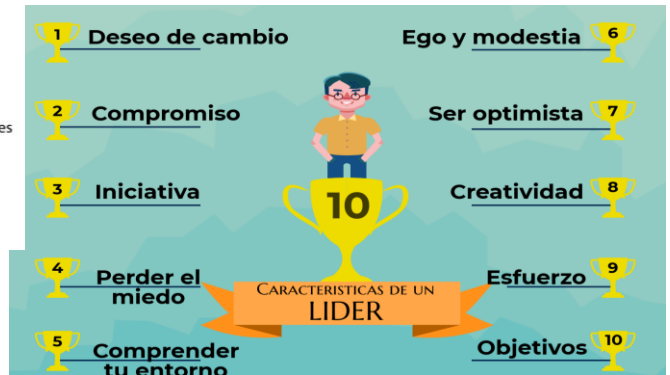 1 Deseo de cambio
2 Compromiso
es
3 Iniciativa
4 Perder el
miedo
5 Comprender
tu entorno
10
CARACTERISTICAS DE UN
LIDER
Ego y modestia 6
Ser optimista 7
Creatividad 8
Esfuerzo 9
Objetivos 10